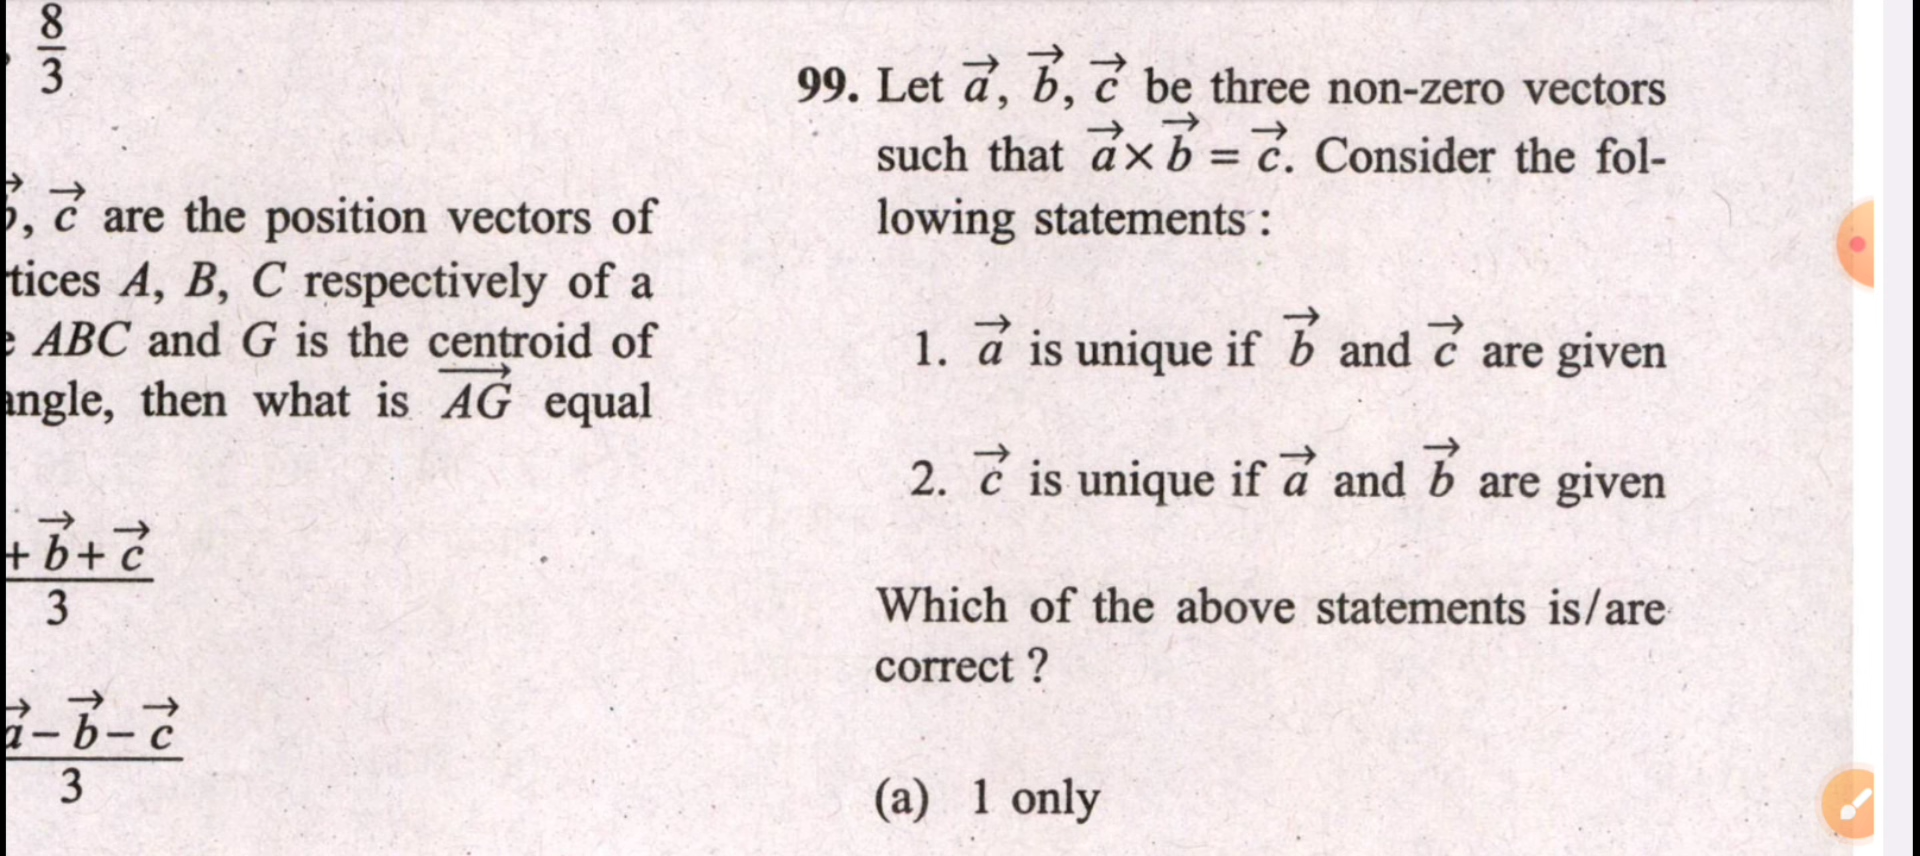 8
3
, c⃗ are the position vectors of
tices A, B, C respectively of a
ABC and G is the centroid of
angle, then what is A⃗G⃗ equal
+ b⃗ + c⃗
3
a⃗ − b⃗ − c⃗
3
99. Let a⃗, b⃗, c⃗ be three non-zero vectors
such that a⃗ × b⃗ = c⃗. Consider the fol-
lowing statements :
1. a⃗ is unique if b⃗ and c⃗ are given
2. c⃗ is unique if a⃗ and b⃗ are given
Which of the above statements is/are
correct ?
(a) 1 only